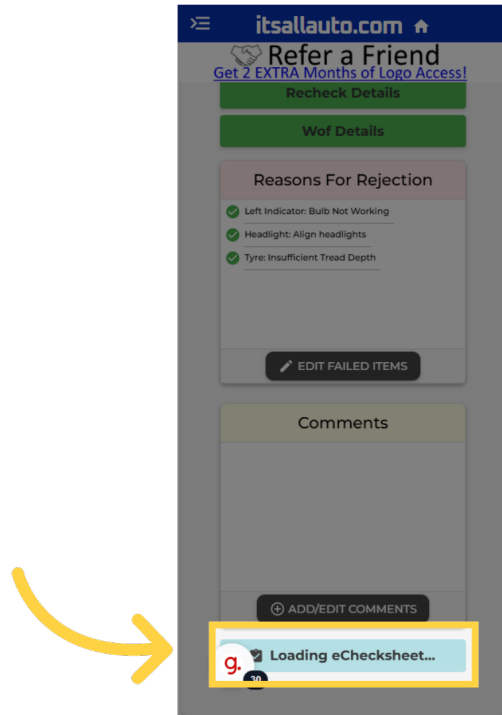 itsallauto.com
Refer a Friend
Get 2 EXTRA Months of Logo Access!
Recheck Details
Wof Details
Reasons For Rejection
Left Indicator: Bulb Not Working
Headlight: Align headlights
Tyre: Insufficient Tread Depth
EDIT FAILED ITEMS
Comments
ADD/EDIT COMMENTS
Loading eChecksheet...
g.
30